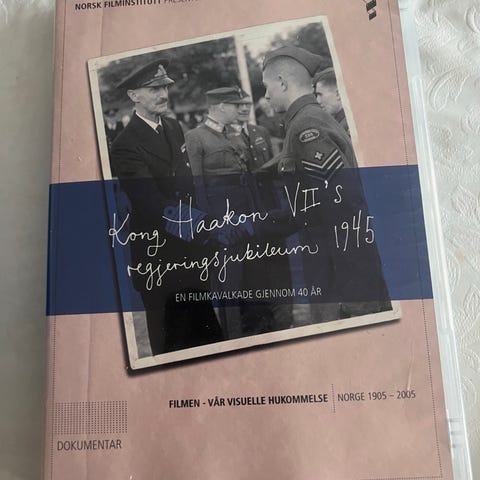 NORSK FILMINSTITUTT
Kong Haakon VII's
regjeringsjubileum 1945
EN FILMKAVALKADE GJENNOM 40 ÅR
FILMEN - VÅR VISUELLE HUKOMMELSE NORGE 1905 – 2005
DOKUMENTAR